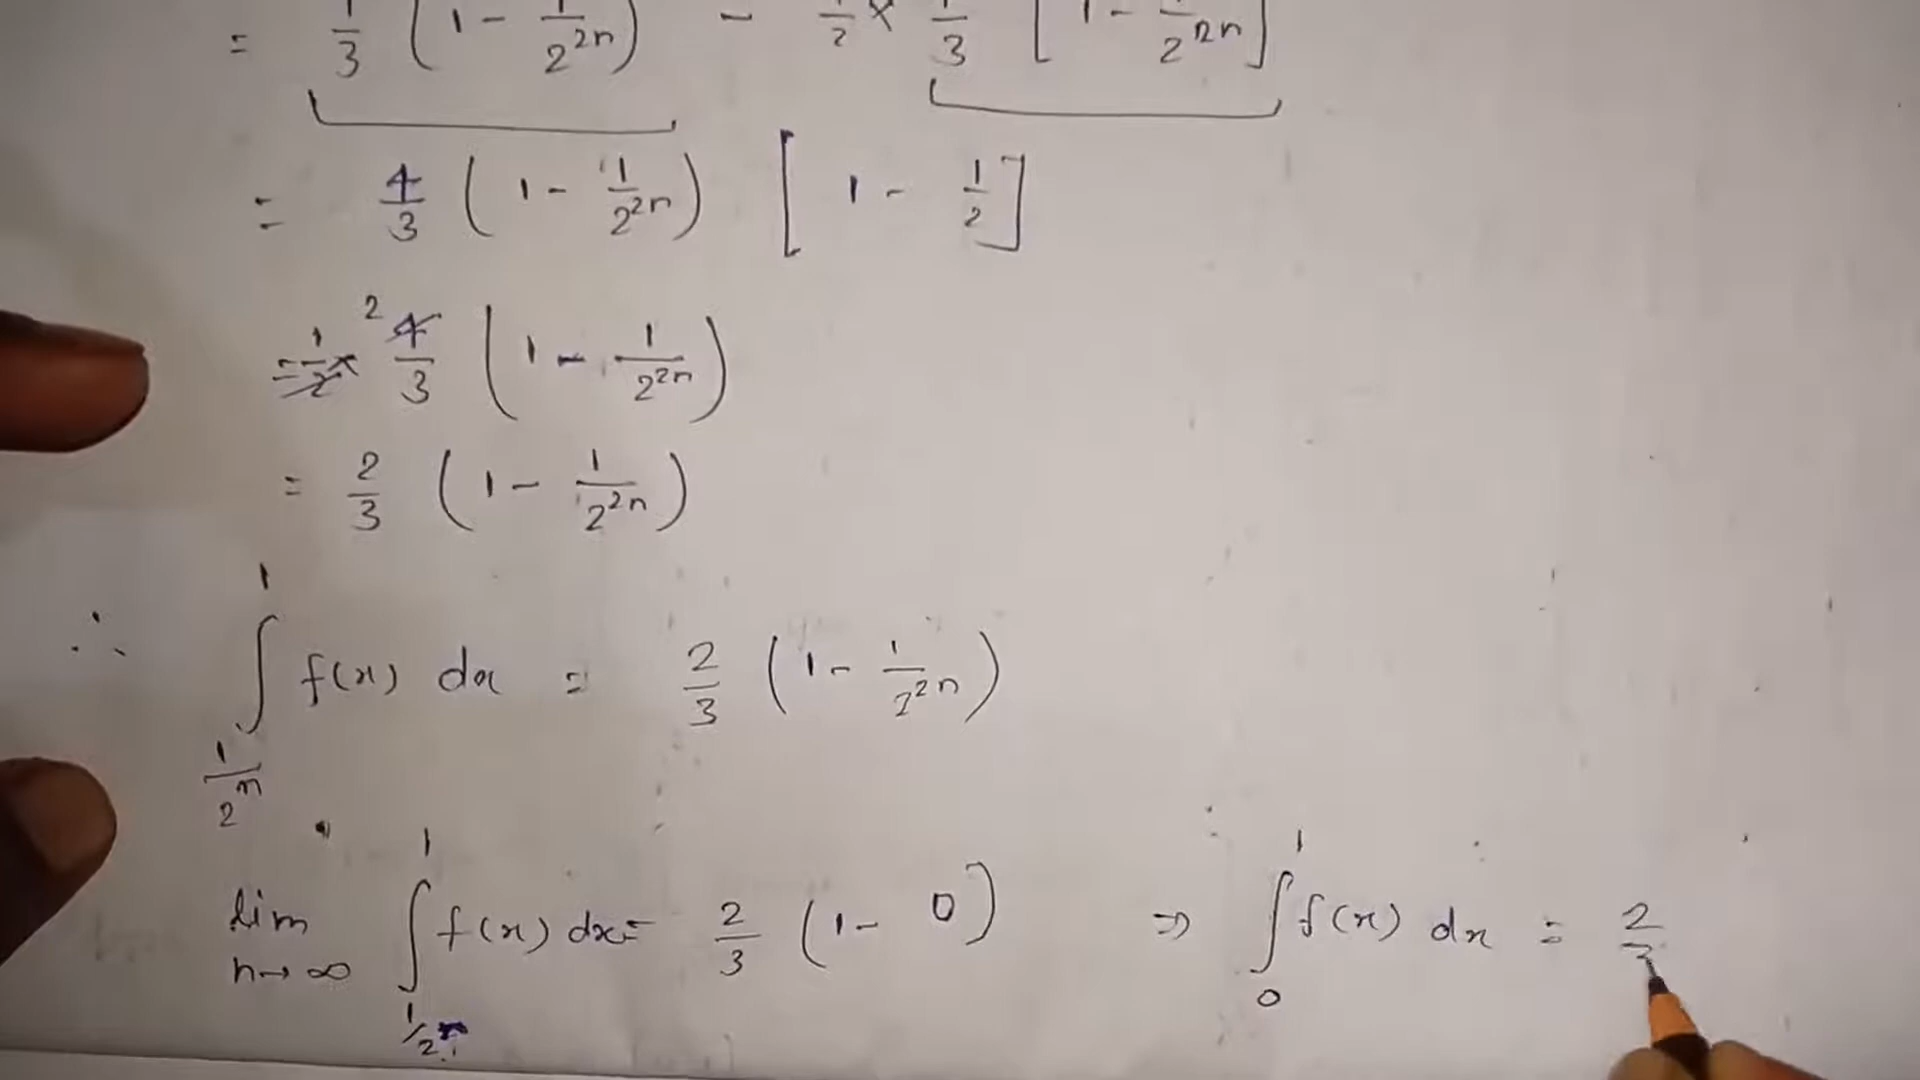 = 1/3 (1 - 1/2^{2n}) - 1/2 × 1/3 [1 - 1/2^{2n}]
= 4/3 (1 - 1/2^{2n}) [1 - 1/2]
= 1/2 × 4/3 2 (1 - 1/2^{2n})
= 2/3 (1 - 1/2^{2n})
∴ ∫_{1/2^n}^{1} f(x) dx = 2/3 (1 - 1/2^{2n})
lim n→∞ ∫_{1/2^n}^{1} f(x) dx = 2/3 (1 - 0) ⇒ ∫_0^1 f(x) dx = 2/3